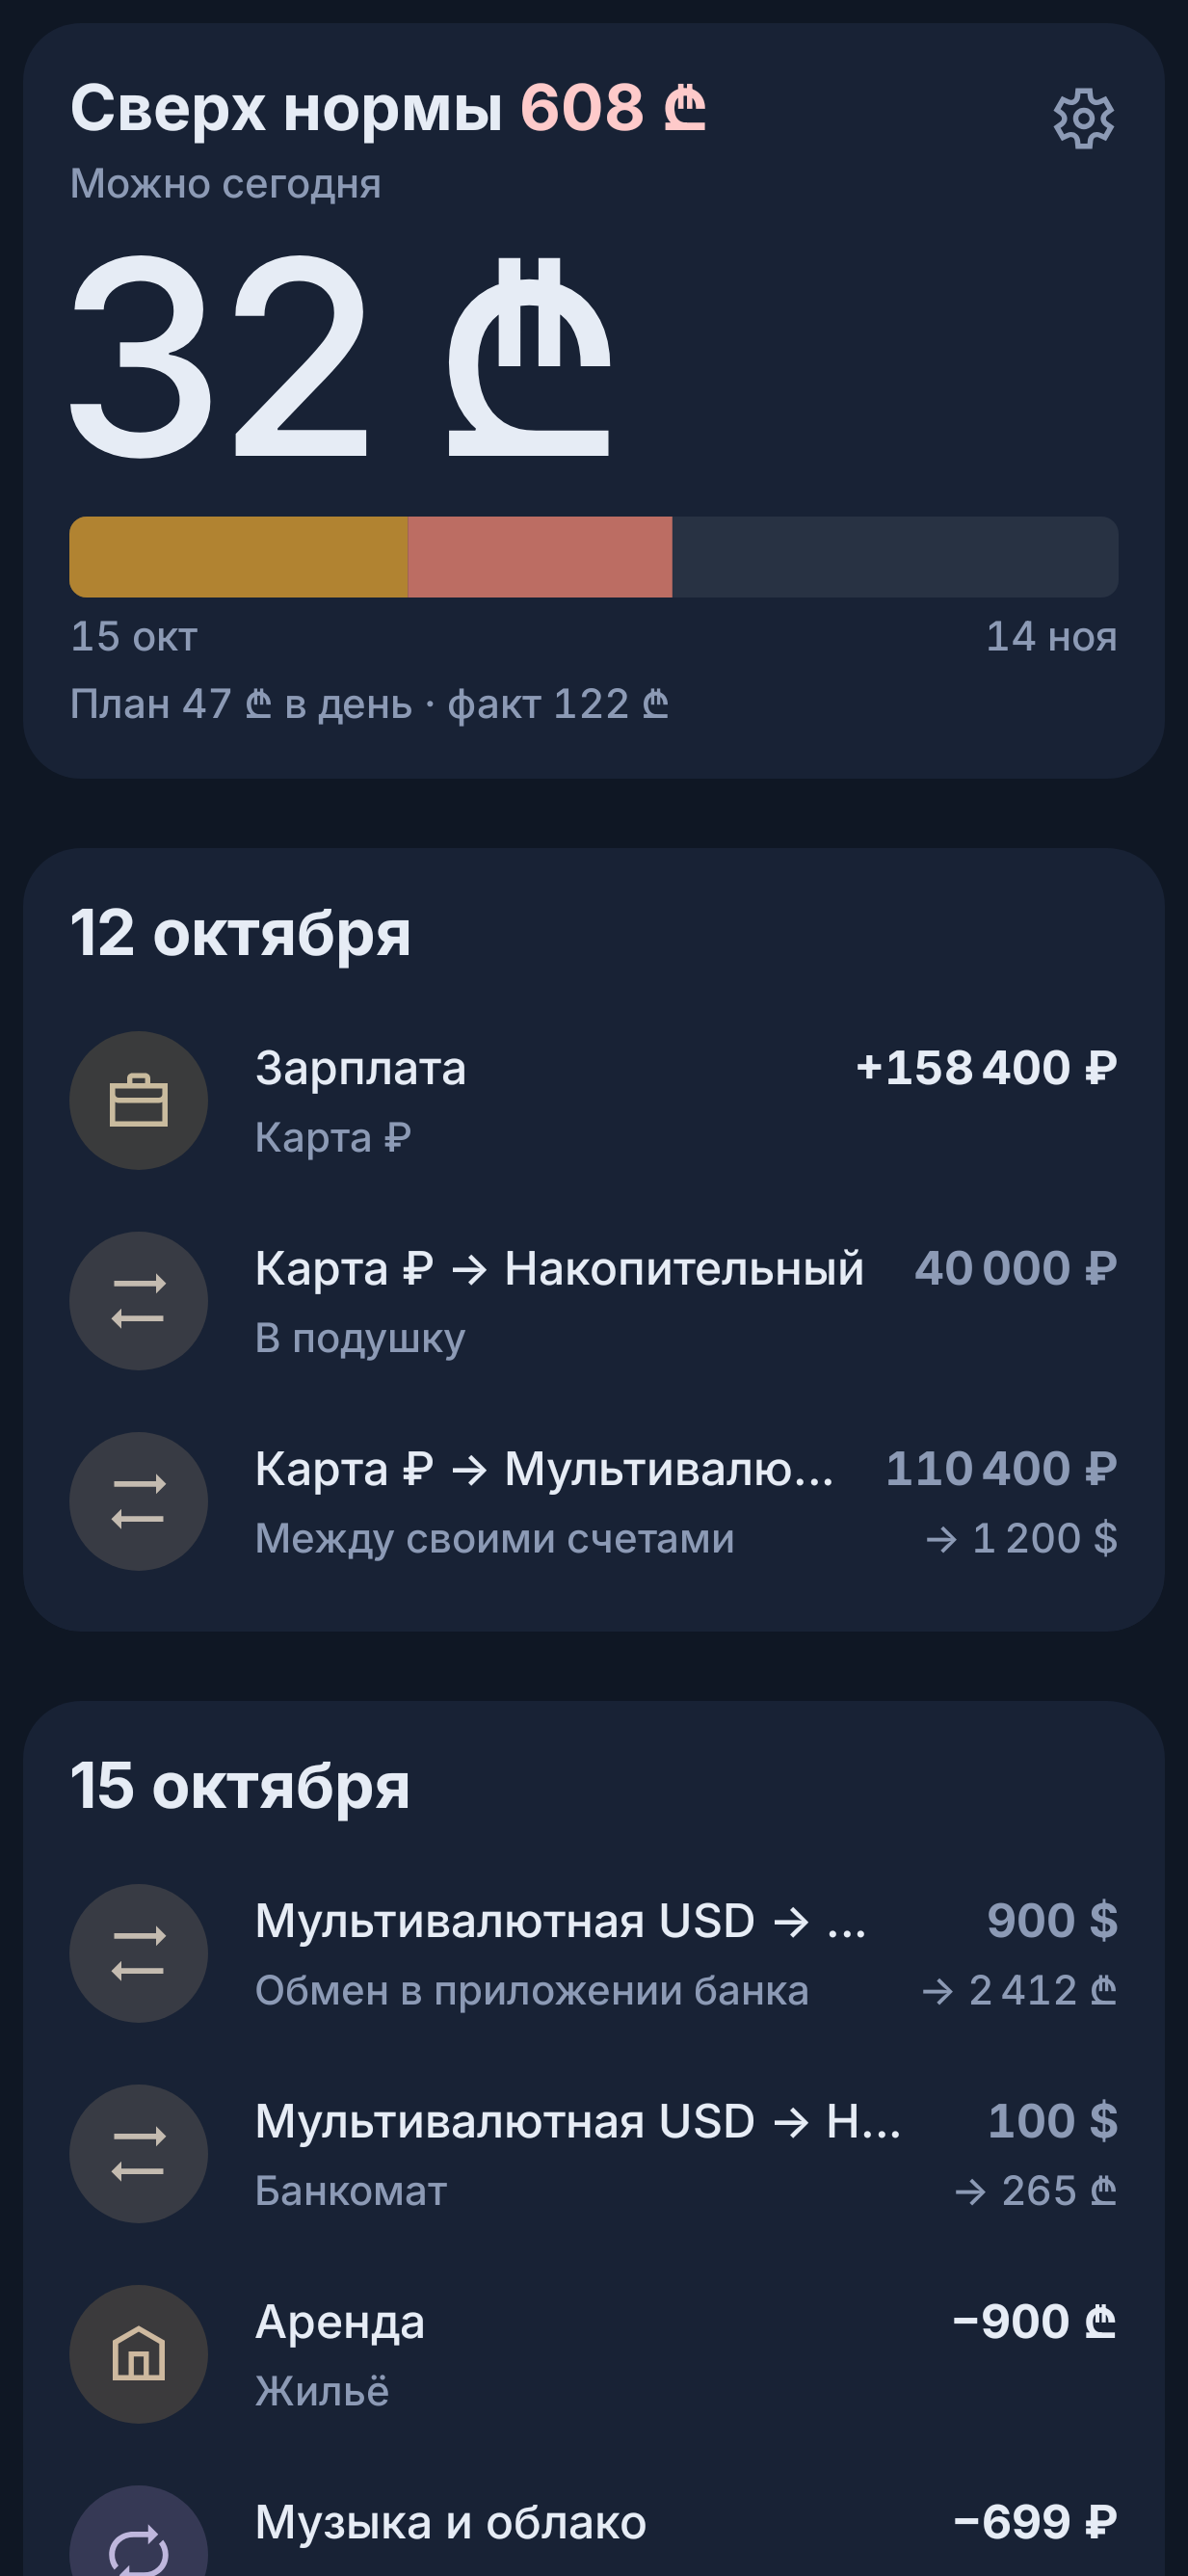 Сверх нормы 608 ₾
Можно сегодня
32 ₾
15 окт 14 ноя
План 47 ₾ в день · факт 122 ₾
12 октября
Зарплата +158 400 ₽
Карта ₽
Карта ₽ → Накопительный 40 000 ₽
В подушку
Карта ₽ → Мультивалю... 110 400 ₽
Между своими счетами → 1 200 $
15 октября
Мультивалютная USD → ... 900 $
Обмен в приложении банка → 2 412 ₾
Мультивалютная USD → Н... 100 $
Банкомат → 265 ₾
Аренда −900 ₾
Жильё
Музыка и облако −699 ₽